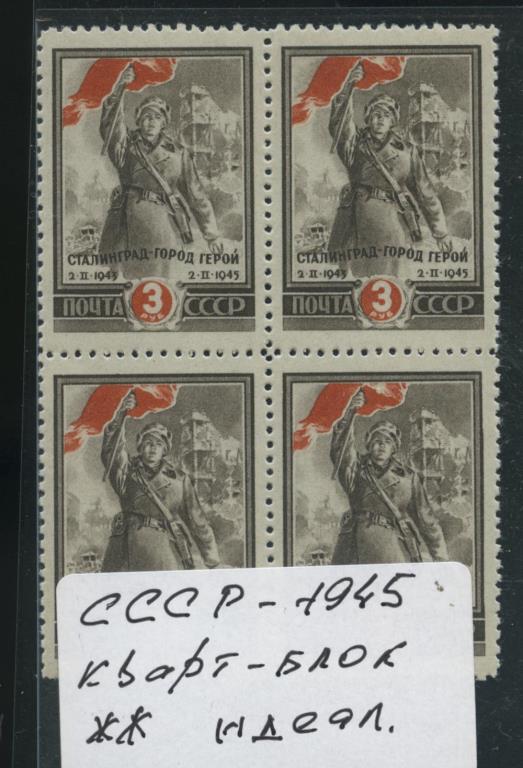 СТАЛИНГРАД-ГОРОД ГЕРОЙ
2·II·1943 2·II·1945
ПОЧТА 3 РУБ СССР
СТАЛИНГРАД-ГОРОД ГЕРОЙ
2·II·1943 2·II·1945
ПОЧТА 3 РУБ СССР
СССР-1945
кварт-блок
жж идеал.